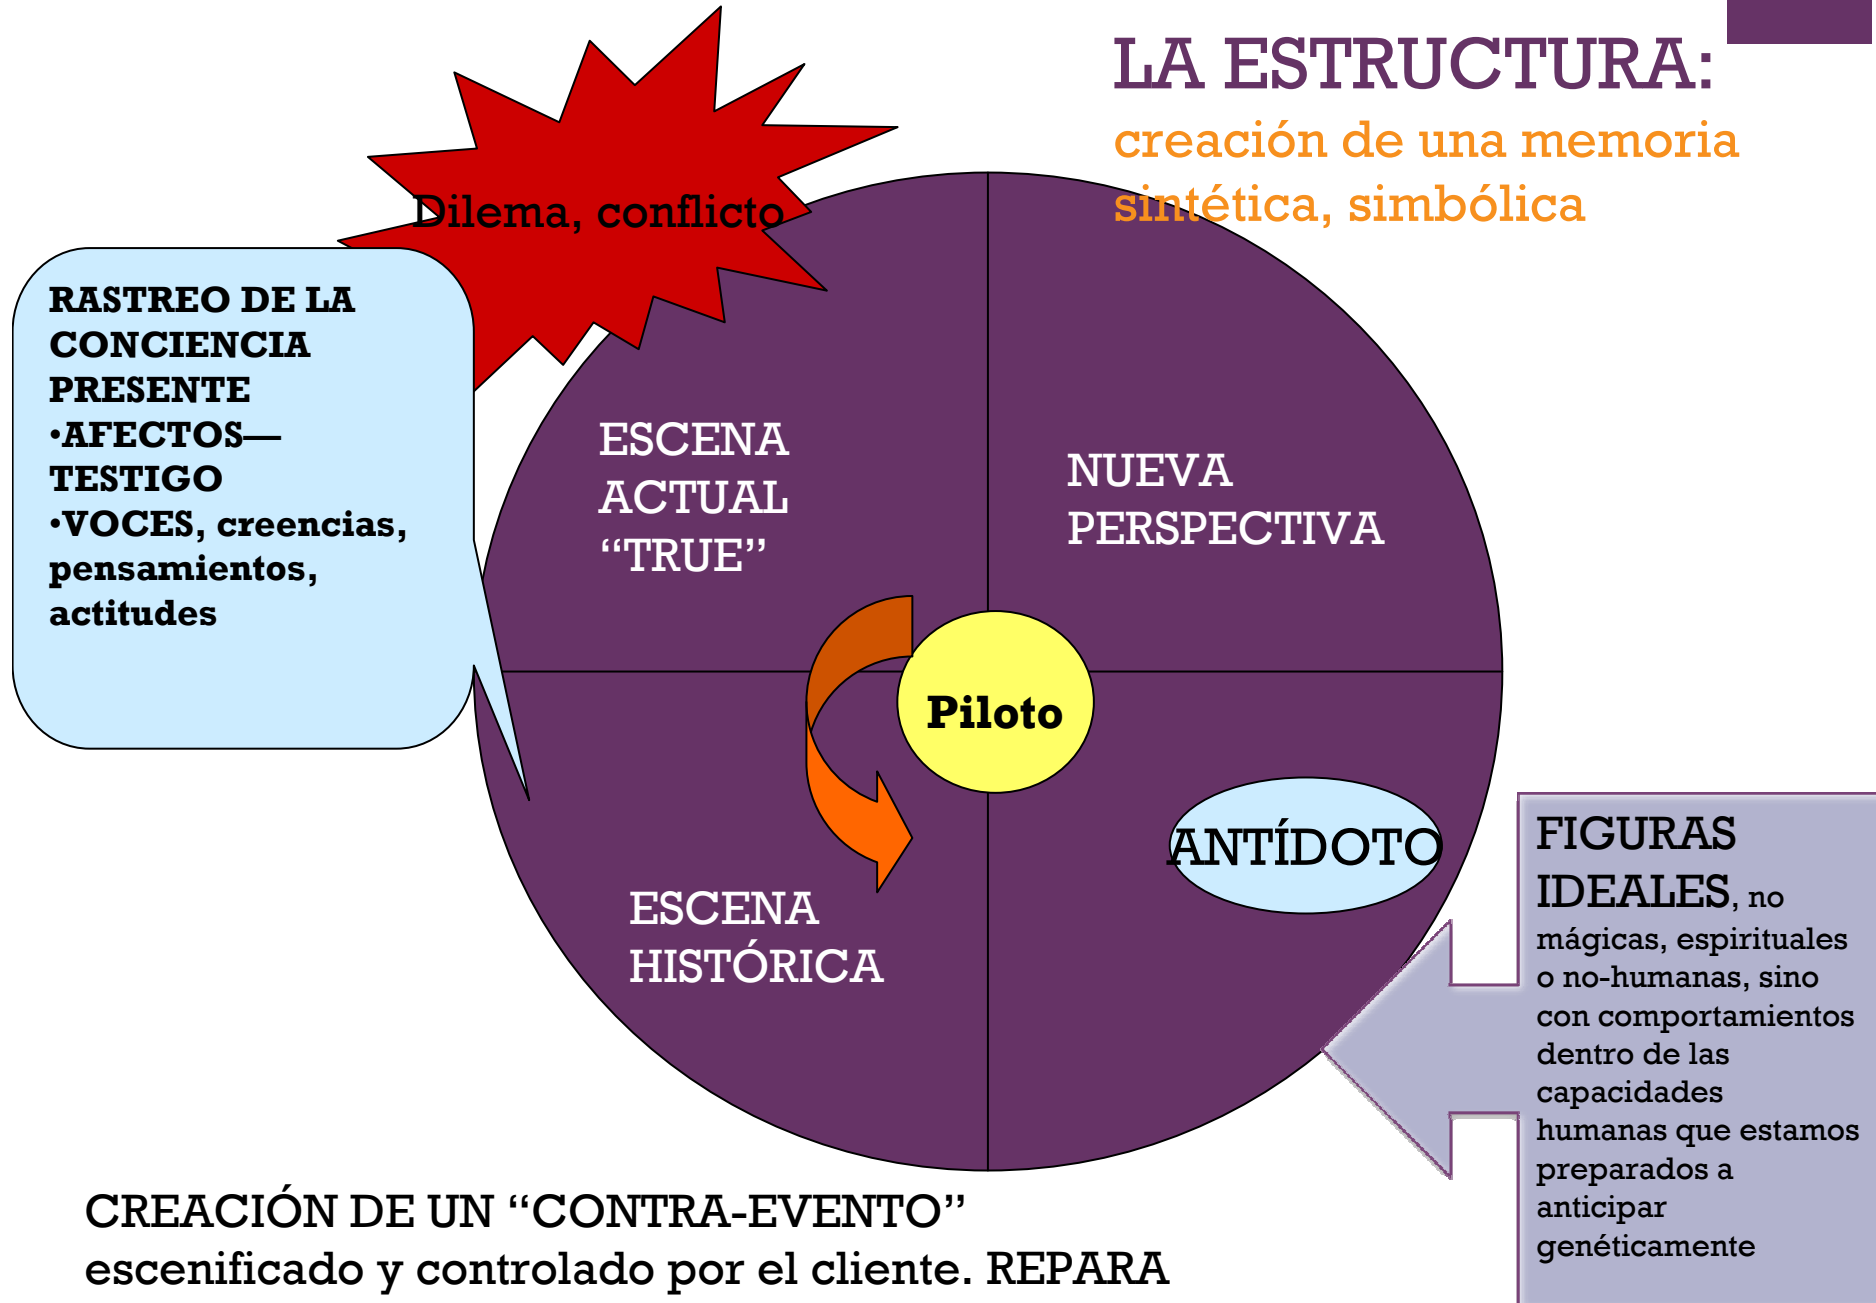 LA ESTRUCTURA:
creación de una memoria
sintética, simbólica
Dilema, conflicto
RASTREO DE LA
CONCIENCIA
PRESENTE
•AFECTOS—
TESTIGO
•VOCES, creencias,
pensamientos,
actitudes
ESCENA
ACTUAL
“TRUE”
NUEVA
PERSPECTIVA
Piloto
ESCENA
HISTÓRICA
ANTÍDOTO
FIGURAS
IDEALES, no
mágicas, espirituales
o no-humanas, sino
con comportamientos
dentro de las
capacidades
humanas que estamos
preparados a
anticipar
genéticamente
CREACIÓN DE UN “CONTRA-EVENTO”
escenificado y controlado por el cliente. REPARA